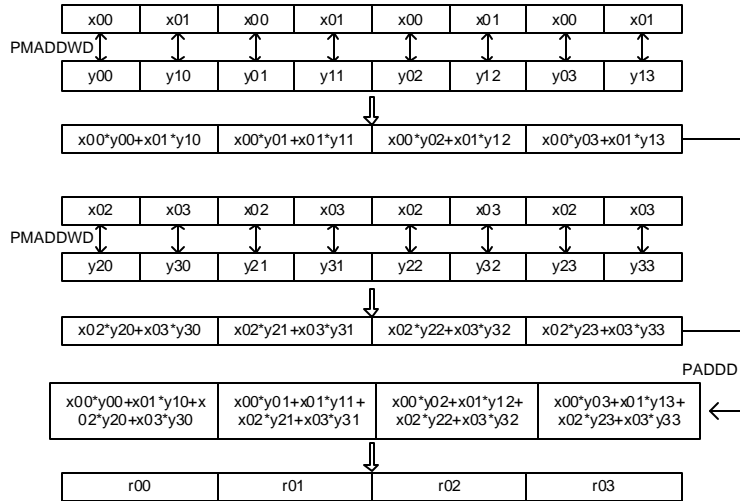 x00 x01 x00 x01 x00 x01 x00 x01
PMADDWD
y00 y10 y01 y11 y02 y12 y03 y13
x00*y00+x01*y10 x00*y01+x01*y11 x00*y02+x01*y12 x00*y03+x01*y13
x02 x03 x02 x03 x02 x03 x02 x03
PMADDWD
y20 y30 y21 y31 y22 y32 y23 y33
x02*y20+x03*y30 x02*y21+x03*y31 x02*y22+x03*y32 x02*y23+x03*y33
PADDD
x00*y00+x01*y10+x x00*y01+x01*y11+ x00*y02+x01*y12+ x00*y03+x01*y13+
02*y20+x03*y30 x02*y21+x03*y31 x02*y22+x03*y32 x02*y23+x03*y33
r00 r01 r02 r03